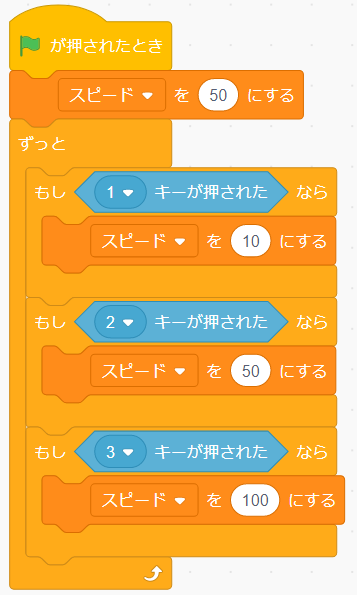 が押されたとき
スピード を 50 にする
ずっと
もし 1 キーが押された なら
スピード を 10 にする
もし 2 キーが押された なら
スピード を 50 にする
もし 3 キーが押された なら
スピード を 100 にする